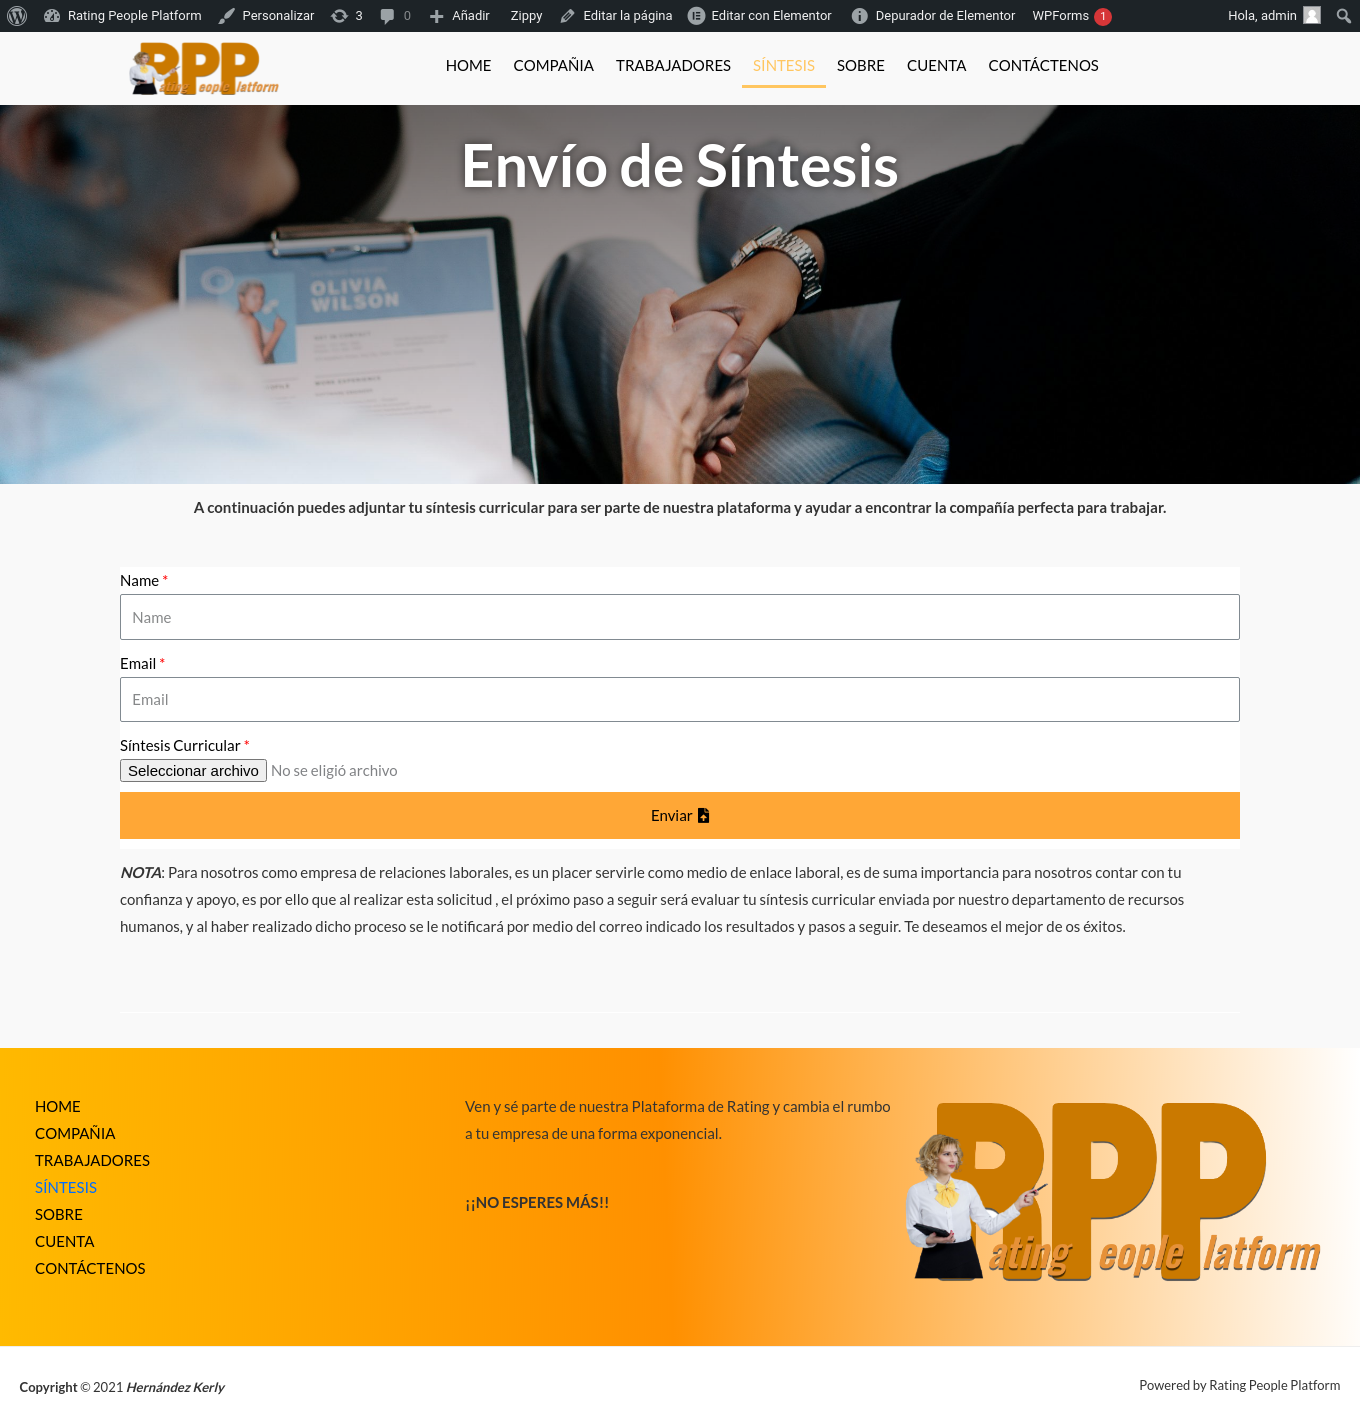 Rating People Platform Personalizar 3 0 Añadir Zippy Editar la página Editar con Elementor Depurador de Elementor WPForms 1 Hola, admin
RPP
ating eople latform
HOME COMPAÑIA TRABAJADORES SÍNTESIS SOBRE CUENTA CONTÁCTENOS
Envío de Síntesis
OLIVIA
WILSON
WORK EXPERIENCE
A continuación puedes adjuntar tu síntesis curricular para ser parte de nuestra plataforma y ayudar a encontrar la compañía perfecta para trabajar.
Name *
Name
Email *
Email
Síntesis Curricular *
Seleccionar archivo No se eligió archivo
Enviar
NOTA: Para nosotros como empresa de relaciones laborales, es un placer servirle como medio de enlace laboral, es de suma importancia para nosotros contar con tu
confianza y apoyo, es por ello que al realizar esta solicitud , el próximo paso a seguir será evaluar tu síntesis curricular enviada por nuestro departamento de recursos
humanos, y al haber realizado dicho proceso se le notificará por medio del correo indicado los resultados y pasos a seguir. Te deseamos el mejor de os éxitos.
HOME
COMPAÑIA
TRABAJADORES
SÍNTESIS
SOBRE
CUENTA
CONTÁCTENOS
Ven y sé parte de nuestra Plataforma de Rating y cambia el rumbo
a tu empresa de una forma exponencial.
¡¡NO ESPERES MÁS!!
RPP
ating eople latform
Copyright © 2021 Hernández Kerly
Powered by Rating People Platform